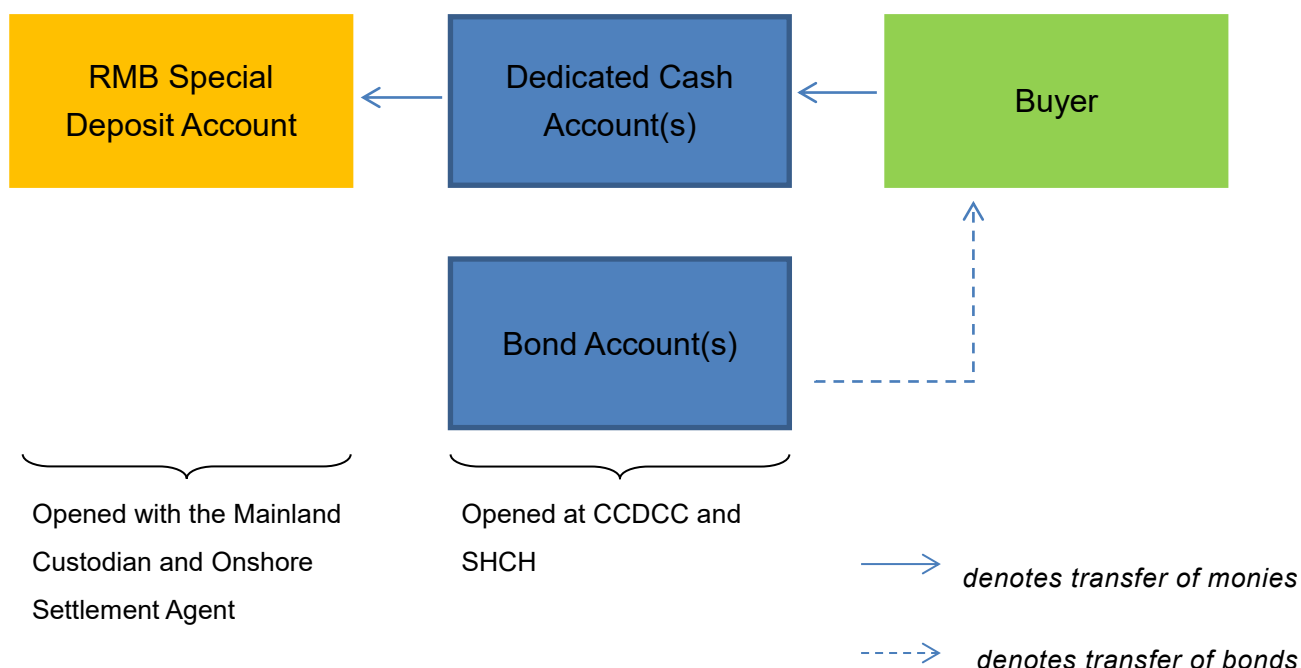 RMB Special
Deposit Account
Dedicated Cash
Account(s)
Buyer
Bond Account(s)
Opened with the Mainland
Custodian and Onshore
Settlement Agent
Opened at CCDCC and
SHCH
denotes transfer of monies
denotes transfer of bonds